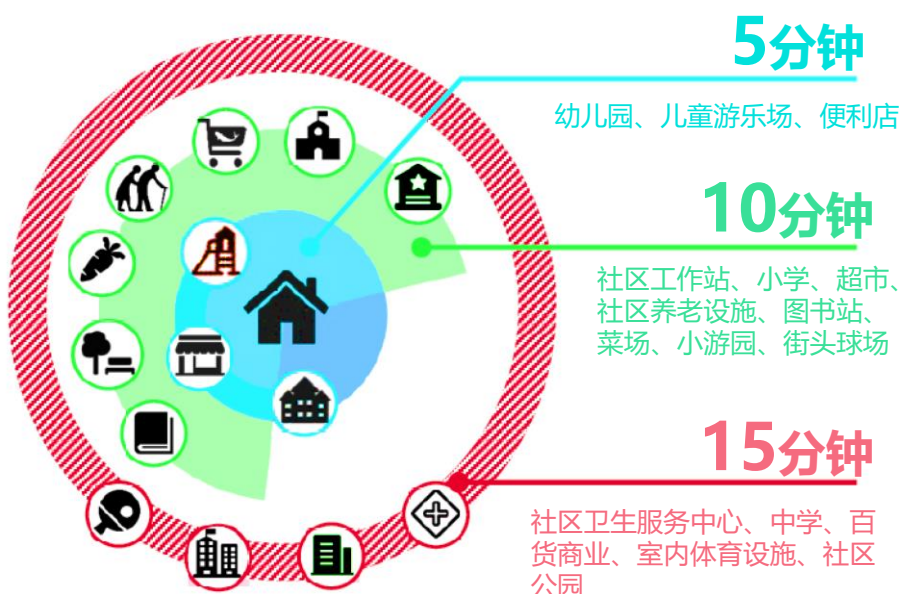 5分钟
幼儿园、儿童游乐场、便利店
10分钟
社区工作站、小学、超市、
社区养老设施、图书站、
菜场、小游园、街头球场
15分钟
社区卫生服务中心、中学、百
货商业、室内体育设施、社区
公园